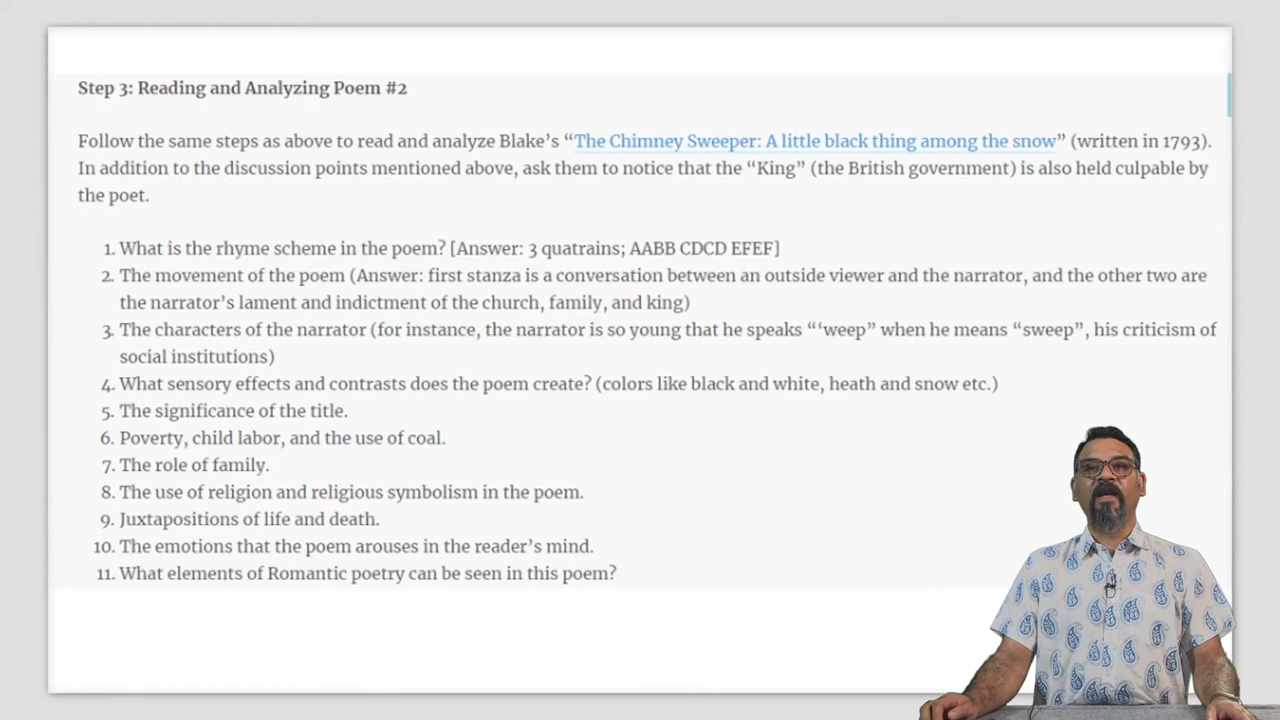 Step 3: Reading and Analyzing Poem #2
Follow the same steps as above to read and analyze Blake’s “The Chimney Sweeper: A little black thing among the snow” (written in 1793).
In addition to the discussion points mentioned above, ask them to notice that the “King” (the British government) is also held culpable by
the poet.
1. What is the rhyme scheme in the poem? [Answer: 3 quatrains; AABB CDCD EFEF]
2. The movement of the poem (Answer: first stanza is a conversation between an outside viewer and the narrator, and the other two are
the narrator’s lament and indictment of the church, family, and king)
3. The characters of the narrator (for instance, the narrator is so young that he speaks “‘weep” when he means “sweep”, his criticism of
social institutions)
4. What sensory effects and contrasts does the poem create? (colors like black and white, heath and snow etc.)
5. The significance of the title.
6. Poverty, child labor, and the use of coal.
7. The role of family.
8. The use of religion and religious symbolism in the poem.
9. Juxtapositions of life and death.
10. The emotions that the poem arouses in the reader’s mind.
11. What elements of Romantic poetry can be seen in this poem?